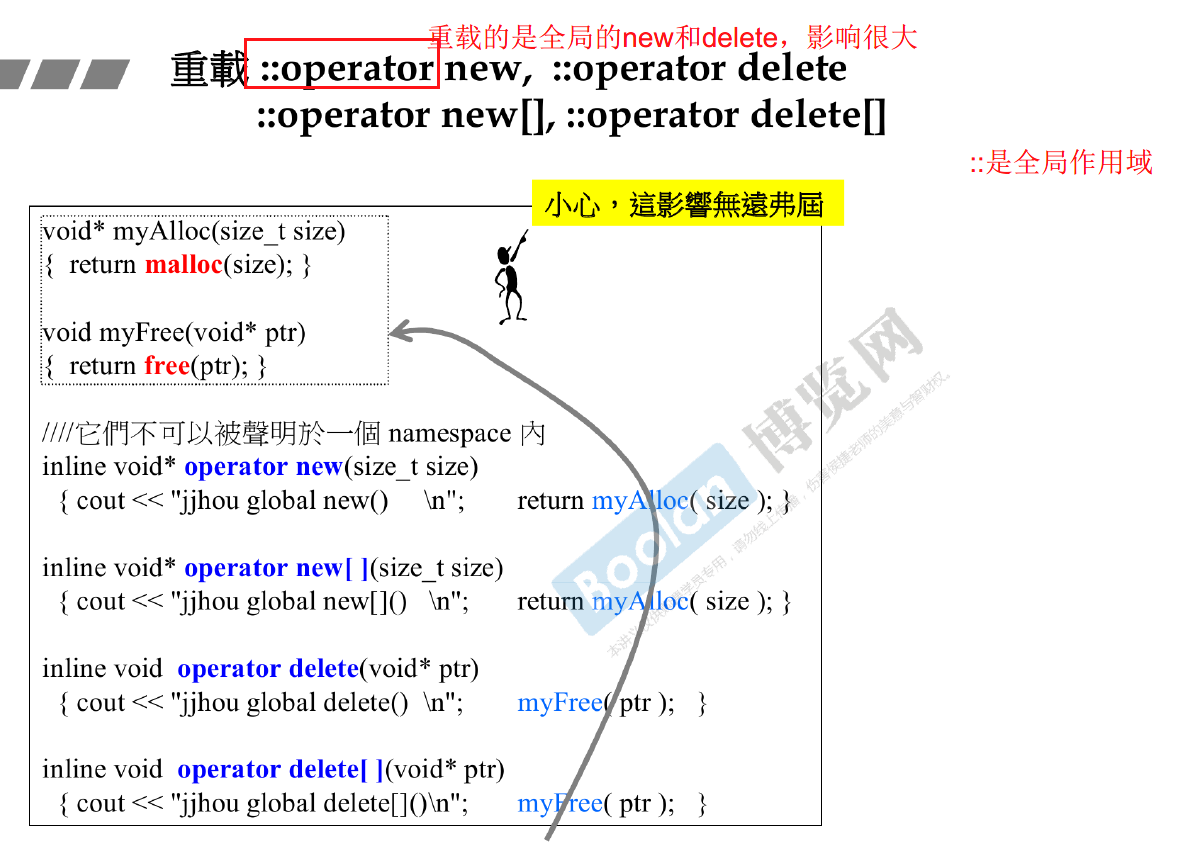 重载的是全局的new和delete，影响很大
重載 ::operator new, ::operator delete
::operator new[], ::operator delete[]
::是全局作用域
小心，這影響無遠弗屆
void* myAlloc(size_t size)
{ return malloc(size); }
void myFree(void* ptr)
{ return free(ptr); }
////它們不可以被聲明於一個 namespace 內
inline void* operator new(size_t size)
{ cout << "jjhou global new() \n"; return myAlloc( size ); }
inline void* operator new[ ](size_t size)
{ cout << "jjhou global new[]() \n"; return myAlloc( size ); }
inline void operator delete(void* ptr)
{ cout << "jjhou global delete() \n"; myFree( ptr ); }
inline void operator delete[ ](void* ptr)
{ cout << "jjhou global delete[]()\n"; myFree( ptr ); }
Boolan 博览网